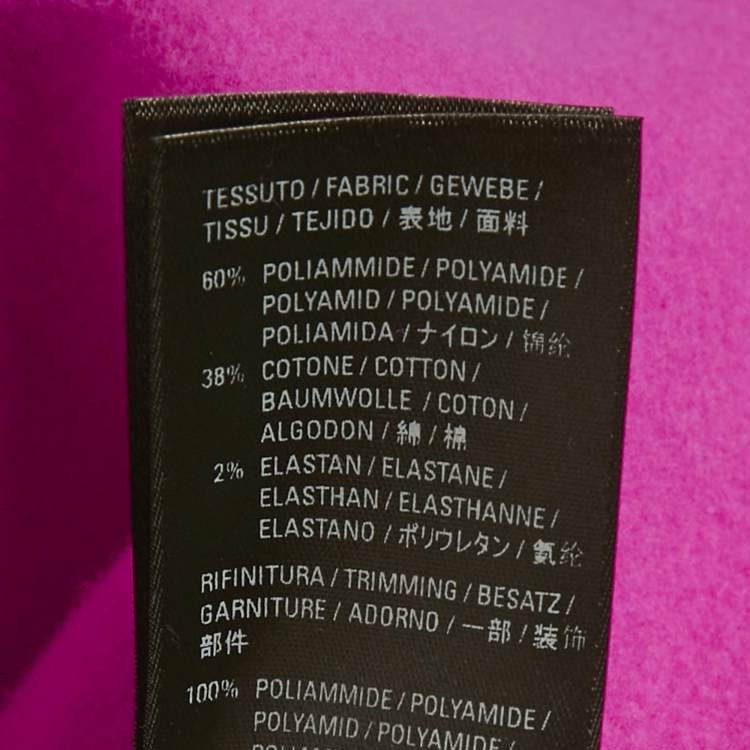 TESSUTO / FABRIC / GEWEBE /
TISSU / TEJIDO / 表地 / 面料
60% POLIAMMIDE / POLYAMIDE /
POLYAMID / POLYAMIDE /
POLIAMIDA / ナイロン / 锦纶
38% COTONE / COTTON /
BAUMWOLLE / COTON /
ALGODON / 綿 / 棉
2% ELASTAN / ELASTANE /
ELASTHAN / ELASTHANNE /
ELASTANO / ポリウレタン / 氨纶
RIFINITURA / TRIMMING / BESATZ /
GARNITURE / ADORNO / 一部 / 装饰
部件
100% POLIAMMIDE / POLYAMIDE /
POLYAMID / POLYAMIDE /